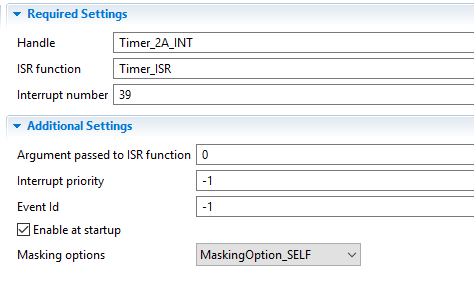 Required Settings
Handle Timer_2A_INT
ISR function Timer_ISR
Interrupt number 39
Additional Settings
Argument passed to ISR function 0
Interrupt priority -1
Event Id -1
Enable at startup
Masking options MaskingOption_SELF